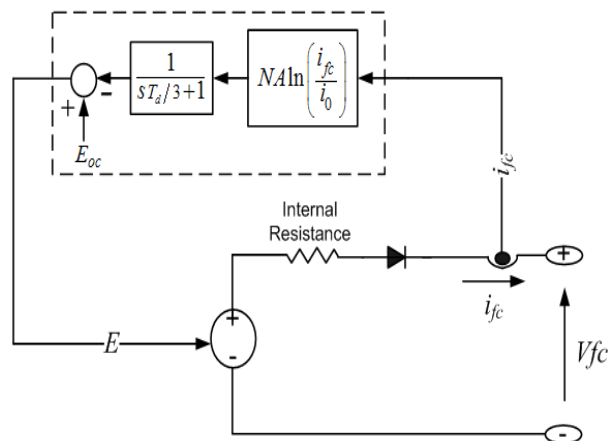 1
sT_d/3+1
NA ln(i_fc/i_0)
+
-
E_oc
i_fc
Internal
Resistance
+
i_fc
+
-
E
Vfc
-